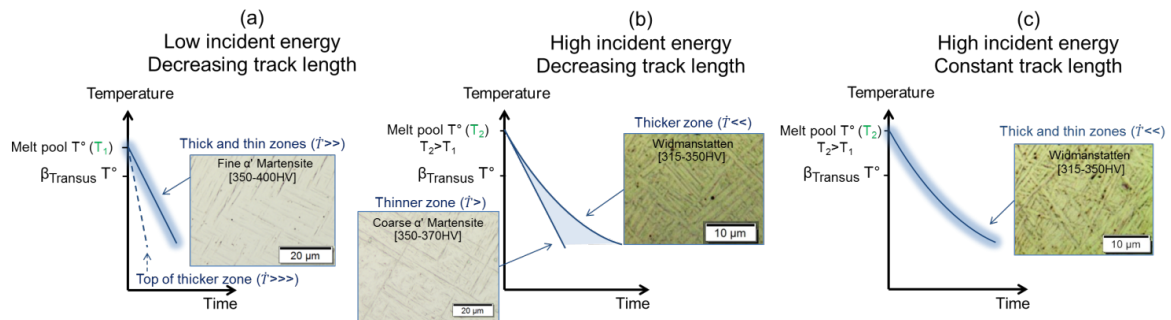 (a)
Low incident energy
Decreasing track length
Temperature
Melt pool T° (T₁)
βTransus T°
Thick and thin zones (Ṫ>>)
Fine α' Martensite
[350-400HV]
20 µm
Top of thicker zone (Ṫ>>>)
Time
(b)
High incident energy
Decreasing track length
Temperature
Melt pool T° (T₂)
T₂>T₁
βTransus T°
Thicker zone (Ṫ<<)
Widmanstatten
[315-350HV]
10 µm
Thinner zone (Ṫ>)
Coarse α' Martensite
[350-370HV]
20 µm
Time
(c)
High incident energy
Constant track length
Temperature
Melt pool T° (T₂)
T₂>T₁
βTransus T°
Thick and thin zones (Ṫ<<)
Widmanstatten
[315-350HV]
10 µm
Time